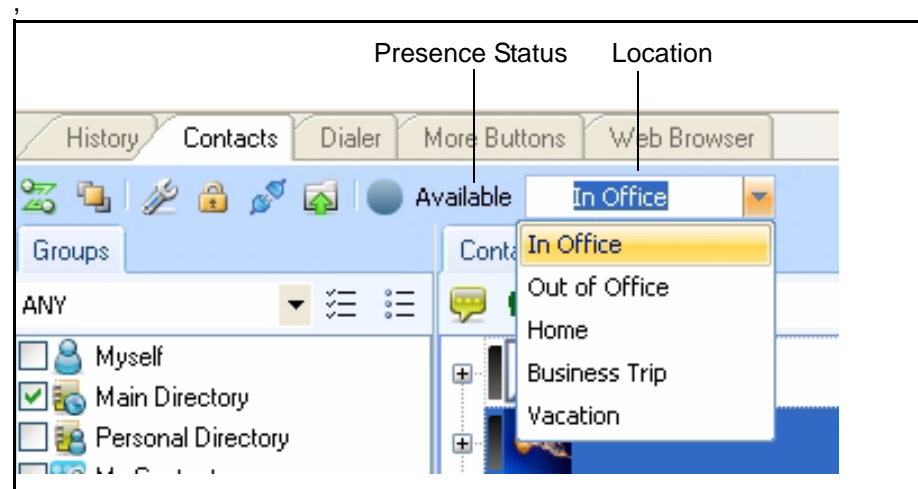 ,
Presence Status Location
History Contacts Dialer More Buttons Web Browser
Available In Office
Groups
In Office
ANY
Out of Office
Home
Myself
Business Trip
Main Directory
Vacation
Personal Directory